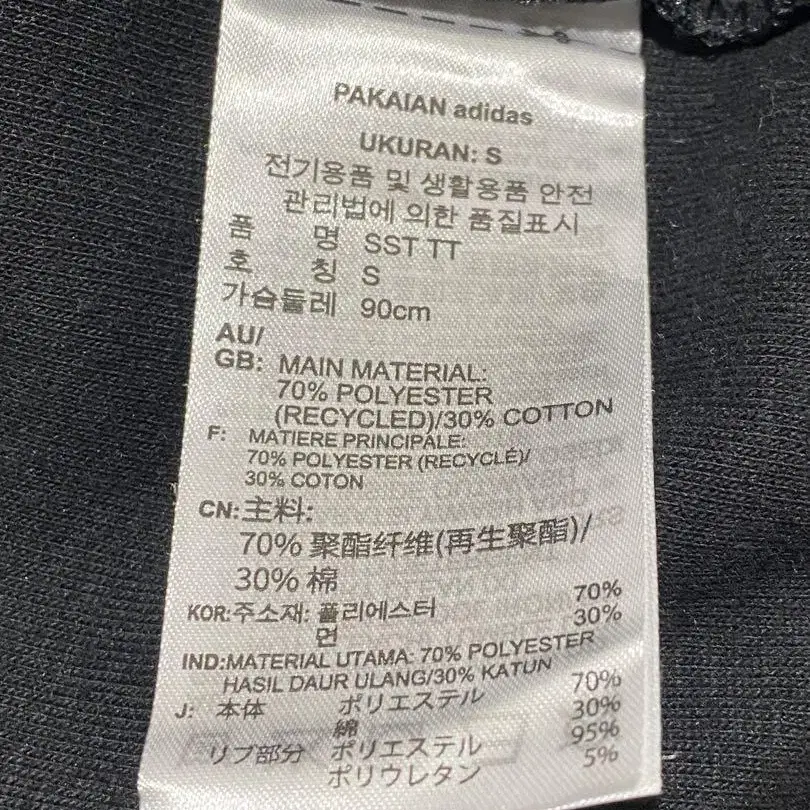 PAKAIAN adidas
UKURAN: S
전기용품 및 생활용품 안전
관리법에 의한 품질표시
품 명 SST TT
호 칭 S
가슴둘레 90cm
AU/
GB: MAIN MATERIAL:
70% POLYESTER
(RECYCLED)/30% COTTON
F: MATIERE PRINCIPALE:
70% POLYESTER (RECYCLÉ)/
30% COTON
CN:主料:
70% 聚酯纤维(再生聚酯)/
30% 棉
KOR:주소재: 폴리에스터 70%
면 30%
IND:MATERIAL UTAMA: 70% POLYESTER
HASIL DAUR ULANG/30% KATUN
J: 本体 ポリエステル 70%
綿 30%
リブ部分 ポリエステル 95%
ポリウレタン 5%